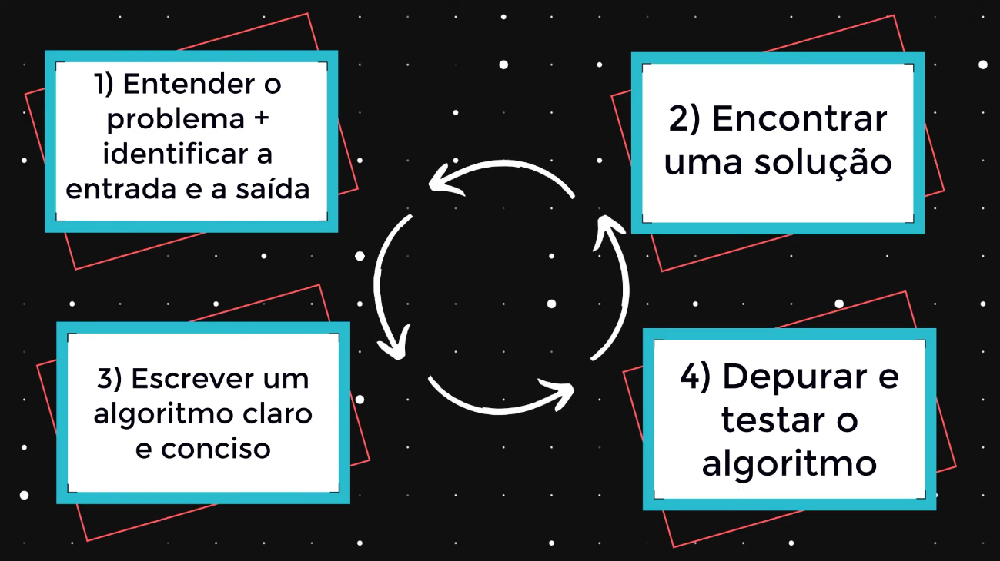 1) Entender o
problema +
identificar a
entrada e a saída
2) Encontrar
uma solução
3) Escrever um
algoritmo claro
e conciso
4) Depurar e
testar o
algoritmo